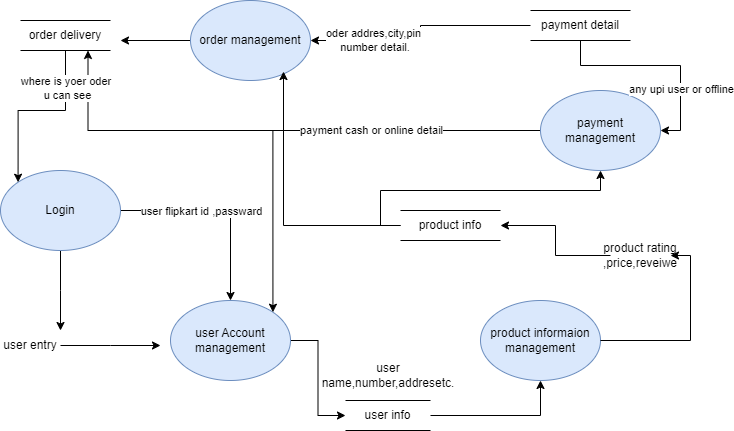 order delivery
order management
oder addres,city,pin
number detail.
payment detail
where is yoer oder
u can see
any upi user or offline
payment
management
payment cash or online detail
Login
user flipkart id ,passward
product info
product rating
,price,reveiwe
user entry
user Account
management
product informaion
management
user
name,number,addresetc.
user info